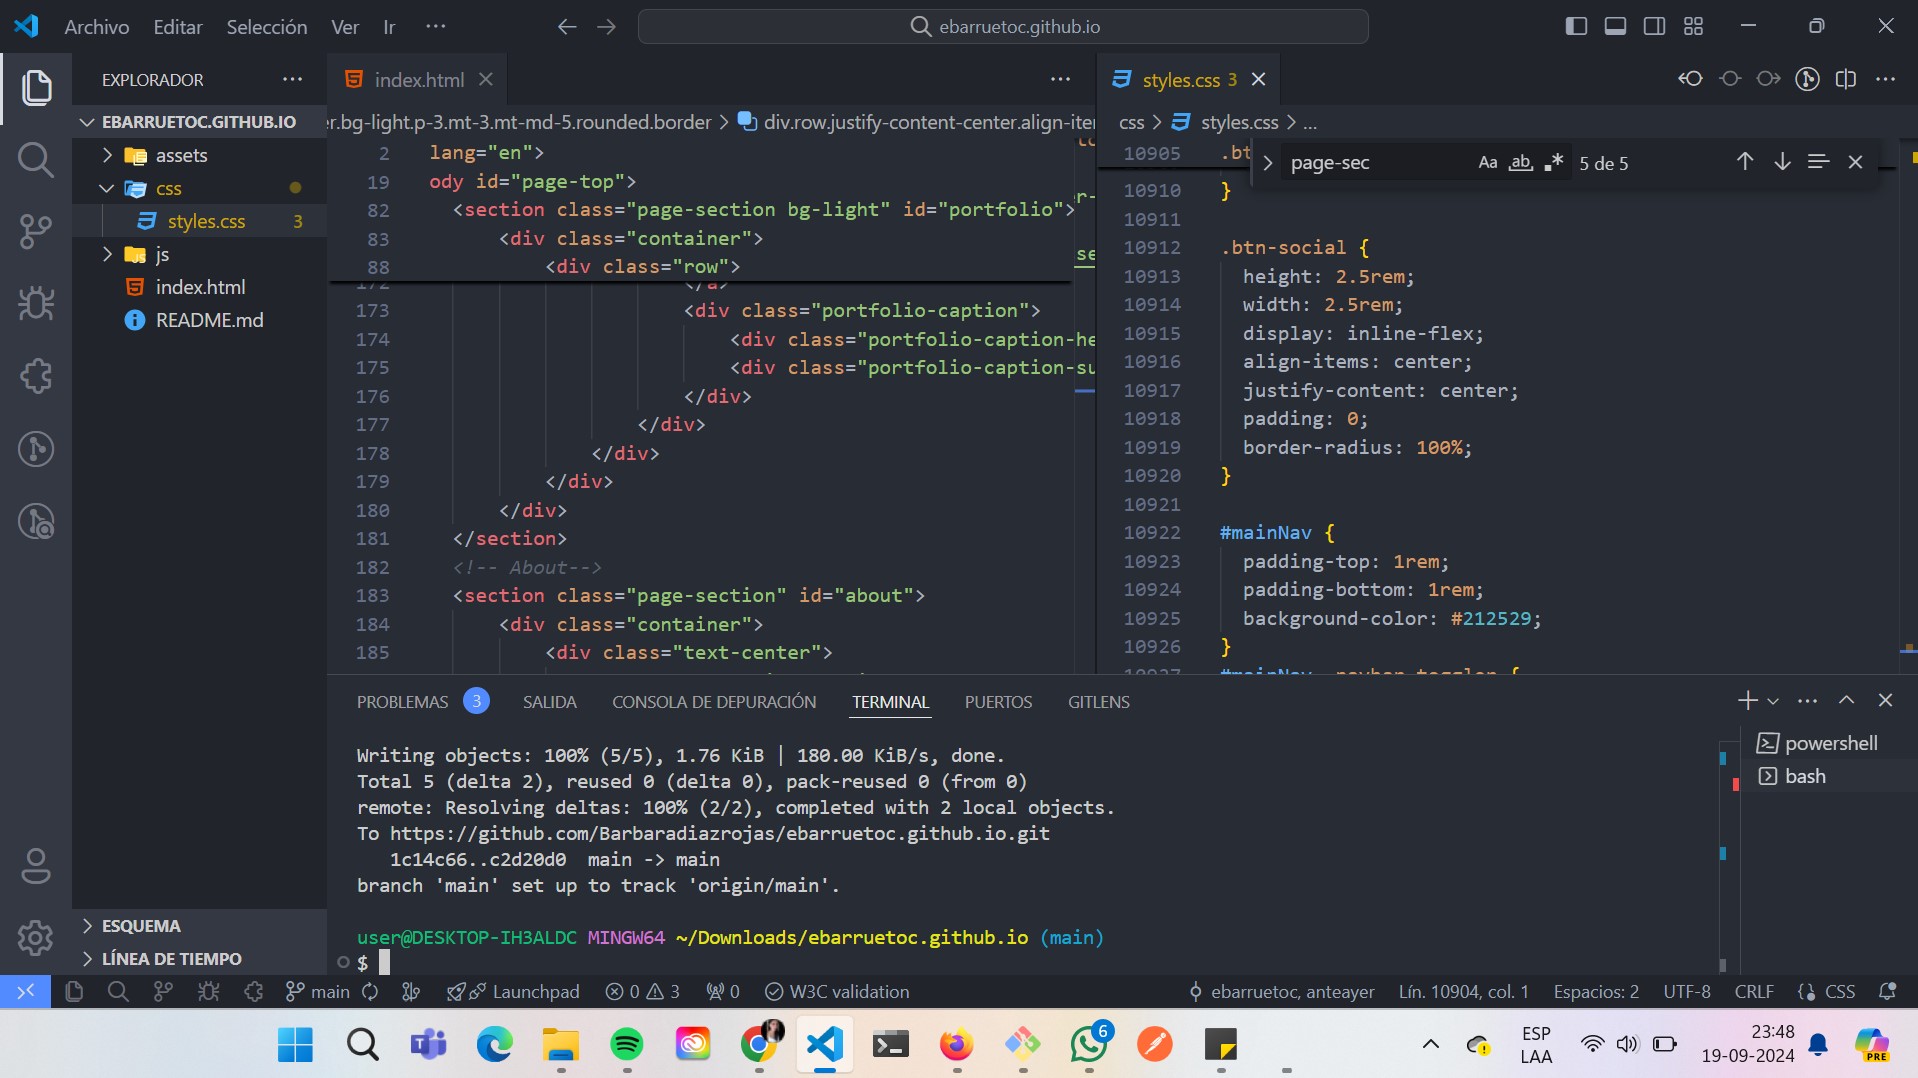 Archivo Editar Selección Ver Ir ···
ebarruetoc.github.io
EXPLORADOR ···
EBARRUETOC.GITHUB.IO
assets
css
styles.css 3
js
index.html
README.md
ESQUEMA
LÍNEA DE TIEMPO
index.html
er.bg-light.p-3.mt-3.mt-md-5.rounded.border > div.row.justify-content-center.align-ite
2 lang="en">
19 ody id="page-top">
82 <section class="page-section bg-light" id="portfolio">
83 <div class="container">
88 <div class="row">
172 </a>
173 <div class="portfolio-caption">
174 <div class="portfolio-caption-he
175 <div class="portfolio-caption-su
176 </div>
177 </div>
178 </div>
179 </div>
180 </div>
181 </section>
182 <!-- About-->
183 <section class="page-section" id="about">
184 <div class="container">
185 <div class="text-center">
styles.css 3
css > styles.css > ...
page-sec Aa ab 5 de 5
10905 .bt
10910 }
10911
10912 .btn-social {
10913 height: 2.5rem;
10914 width: 2.5rem;
10915 display: inline-flex;
10916 align-items: center;
10917 justify-content: center;
10918 padding: 0;
10919 border-radius: 100%;
10920 }
10921
10922 #mainNav {
10923 padding-top: 1rem;
10924 padding-bottom: 1rem;
10925 background-color: #212529;
10926 }
10927 #mainNav .navbar-toggler {
PROBLEMAS 3 SALIDA CONSOLA DE DEPURACIÓN TERMINAL PUERTOS GITLENS
Writing objects: 100% (5/5), 1.76 KiB | 180.00 KiB/s, done.
Total 5 (delta 2), reused 0 (delta 0), pack-reused 0 (from 0)
remote: Resolving deltas: 100% (2/2), completed with 2 local objects.
To https://github.com/Barbaradiazrojas/ebarruetoc.github.io.git
1c14c66..c2d20d0 main -> main
branch 'main' set up to track 'origin/main'.
user@DESKTOP-IH3ALDC MINGW64 ~/Downloads/ebarruetoc.github.io (main)
$
powershell
bash
main Launchpad 0 3 0 W3C validation ebarruetoc, anteayer Lín. 10904, col. 1 Espacios: 2 UTF-8 CRLF CSS
6
ESP
LAA
23:48
19-09-2024
PRE